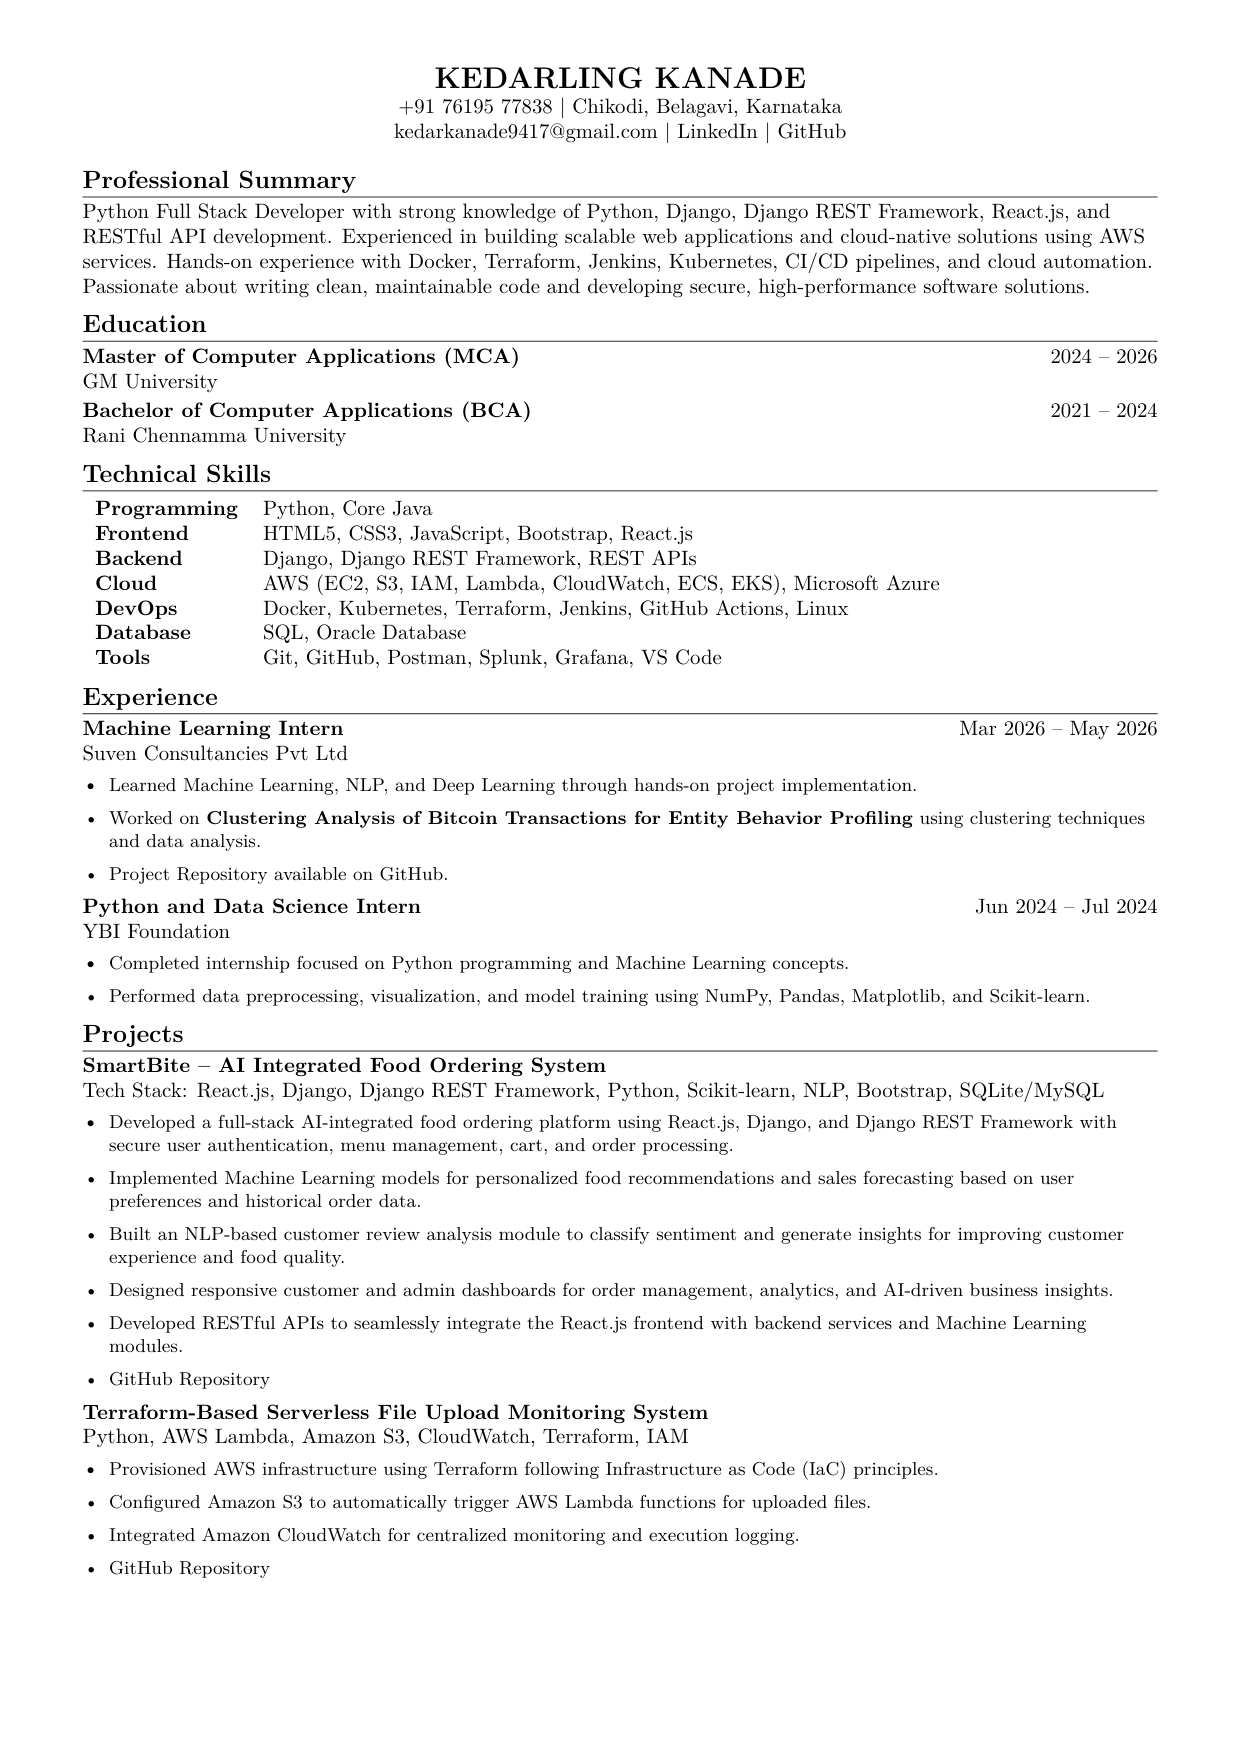 KEDARLING KANADE
+91 76195 77838 | Chikodi, Belagavi, Karnataka
kedarkanade9417@gmail.com | LinkedIn | GitHub
Professional Summary
Python Full Stack Developer with strong knowledge of Python, Django, Django REST Framework, React.js, and
RESTful API development. Experienced in building scalable web applications and cloud-native solutions using AWS
services. Hands-on experience with Docker, Terraform, Jenkins, Kubernetes, CI/CD pipelines, and cloud automation.
Passionate about writing clean, maintainable code and developing secure, high-performance software solutions.
Education
Master of Computer Applications (MCA) 2024 – 2026
GM University
Bachelor of Computer Applications (BCA) 2021 – 2024
Rani Chennamma University
Technical Skills
Programming Python, Core Java
Frontend HTML5, CSS3, JavaScript, Bootstrap, React.js
Backend Django, Django REST Framework, REST APIs
Cloud AWS (EC2, S3, IAM, Lambda, CloudWatch, ECS, EKS), Microsoft Azure
DevOps Docker, Kubernetes, Terraform, Jenkins, GitHub Actions, Linux
Database SQL, Oracle Database
Tools Git, GitHub, Postman, Splunk, Grafana, VS Code
Experience
Machine Learning Intern Mar 2026 – May 2026
Suven Consultancies Pvt Ltd
• Learned Machine Learning, NLP, and Deep Learning through hands-on project implementation.
• Worked on Clustering Analysis of Bitcoin Transactions for Entity Behavior Profiling using clustering techniques
and data analysis.
• Project Repository available on GitHub.
Python and Data Science Intern Jun 2024 – Jul 2024
YBI Foundation
• Completed internship focused on Python programming and Machine Learning concepts.
• Performed data preprocessing, visualization, and model training using NumPy, Pandas, Matplotlib, and Scikit-learn.
Projects
SmartBite – AI Integrated Food Ordering System
Tech Stack: React.js, Django, Django REST Framework, Python, Scikit-learn, NLP, Bootstrap, SQLite/MySQL
• Developed a full-stack AI-integrated food ordering platform using React.js, Django, and Django REST Framework with
secure user authentication, menu management, cart, and order processing.
• Implemented Machine Learning models for personalized food recommendations and sales forecasting based on user
preferences and historical order data.
• Built an NLP-based customer review analysis module to classify sentiment and generate insights for improving customer
experience and food quality.
• Designed responsive customer and admin dashboards for order management, analytics, and AI-driven business insights.
• Developed RESTful APIs to seamlessly integrate the React.js frontend with backend services and Machine Learning
modules.
• GitHub Repository
Terraform-Based Serverless File Upload Monitoring System
Python, AWS Lambda, Amazon S3, CloudWatch, Terraform, IAM
• Provisioned AWS infrastructure using Terraform following Infrastructure as Code (IaC) principles.
• Configured Amazon S3 to automatically trigger AWS Lambda functions for uploaded files.
• Integrated Amazon CloudWatch for centralized monitoring and execution logging.
• GitHub Repository